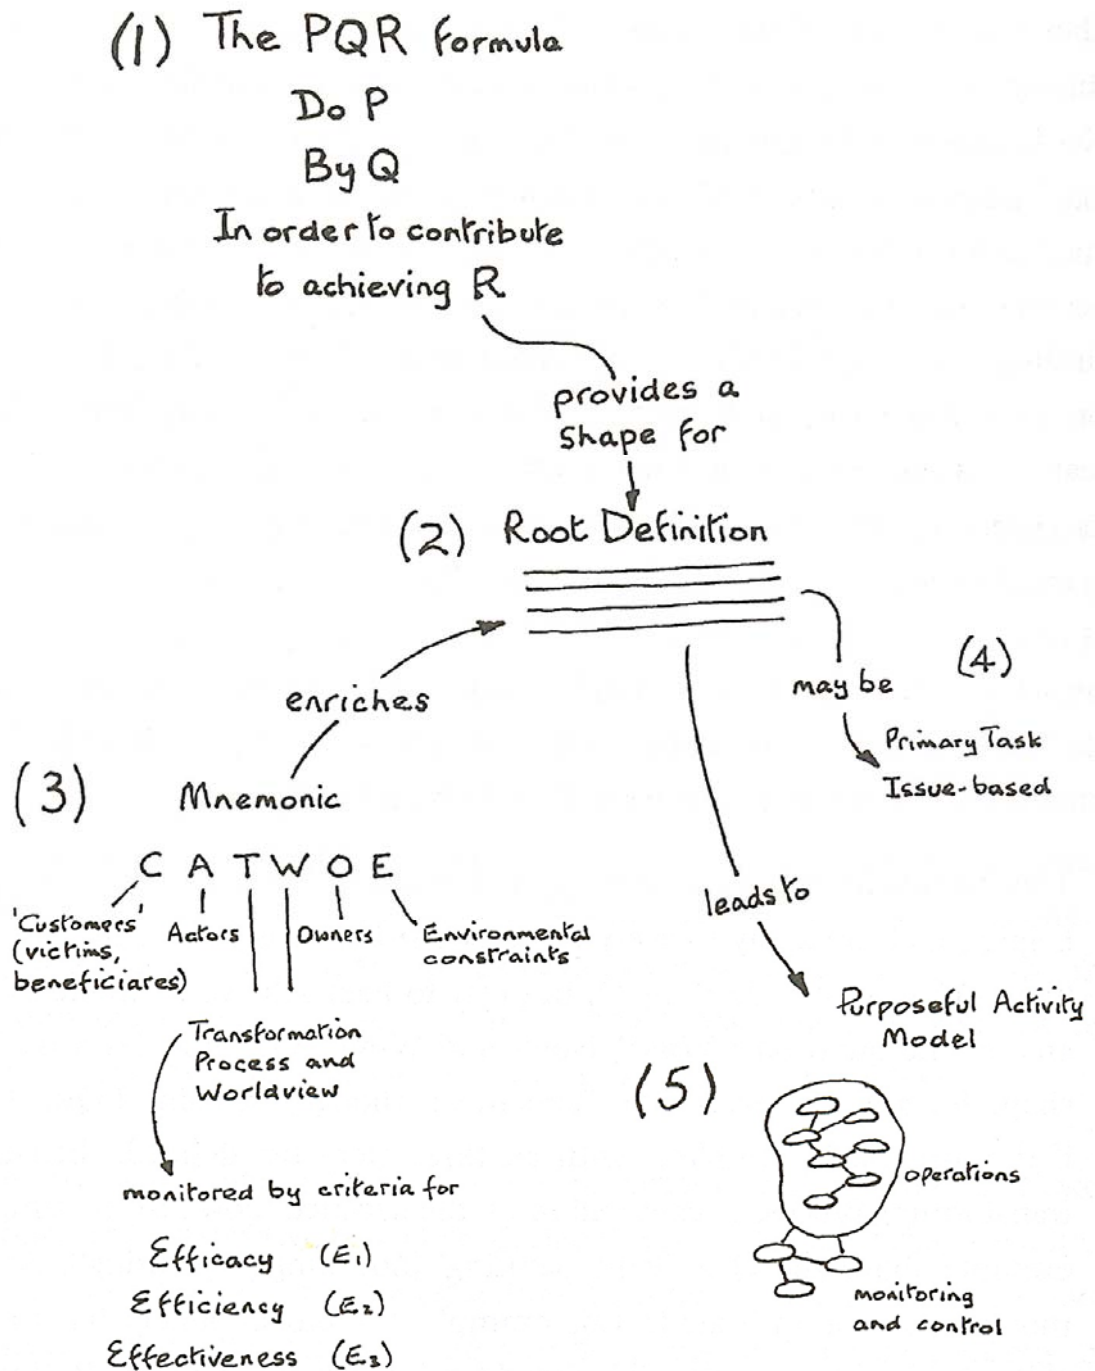 (1) The PQR formula
Do P
By Q
In order to contribute
to achieving R
provides a
shape for
(2) Root Definition
enriches
may be
(4)
Primary Task
Issue-based
(3) Mnemonic
C A T W O E
'Customers'
(victims,
beneficiares)
Actors
Owners
Environmental
constraints
Transformation
Process and
Worldview
monitored by criteria for
Efficacy (E1)
Efficiency (E2)
Effectiveness (E3)
leads to
Purposeful Activity
Model
(5)
operations
monitoring
and control